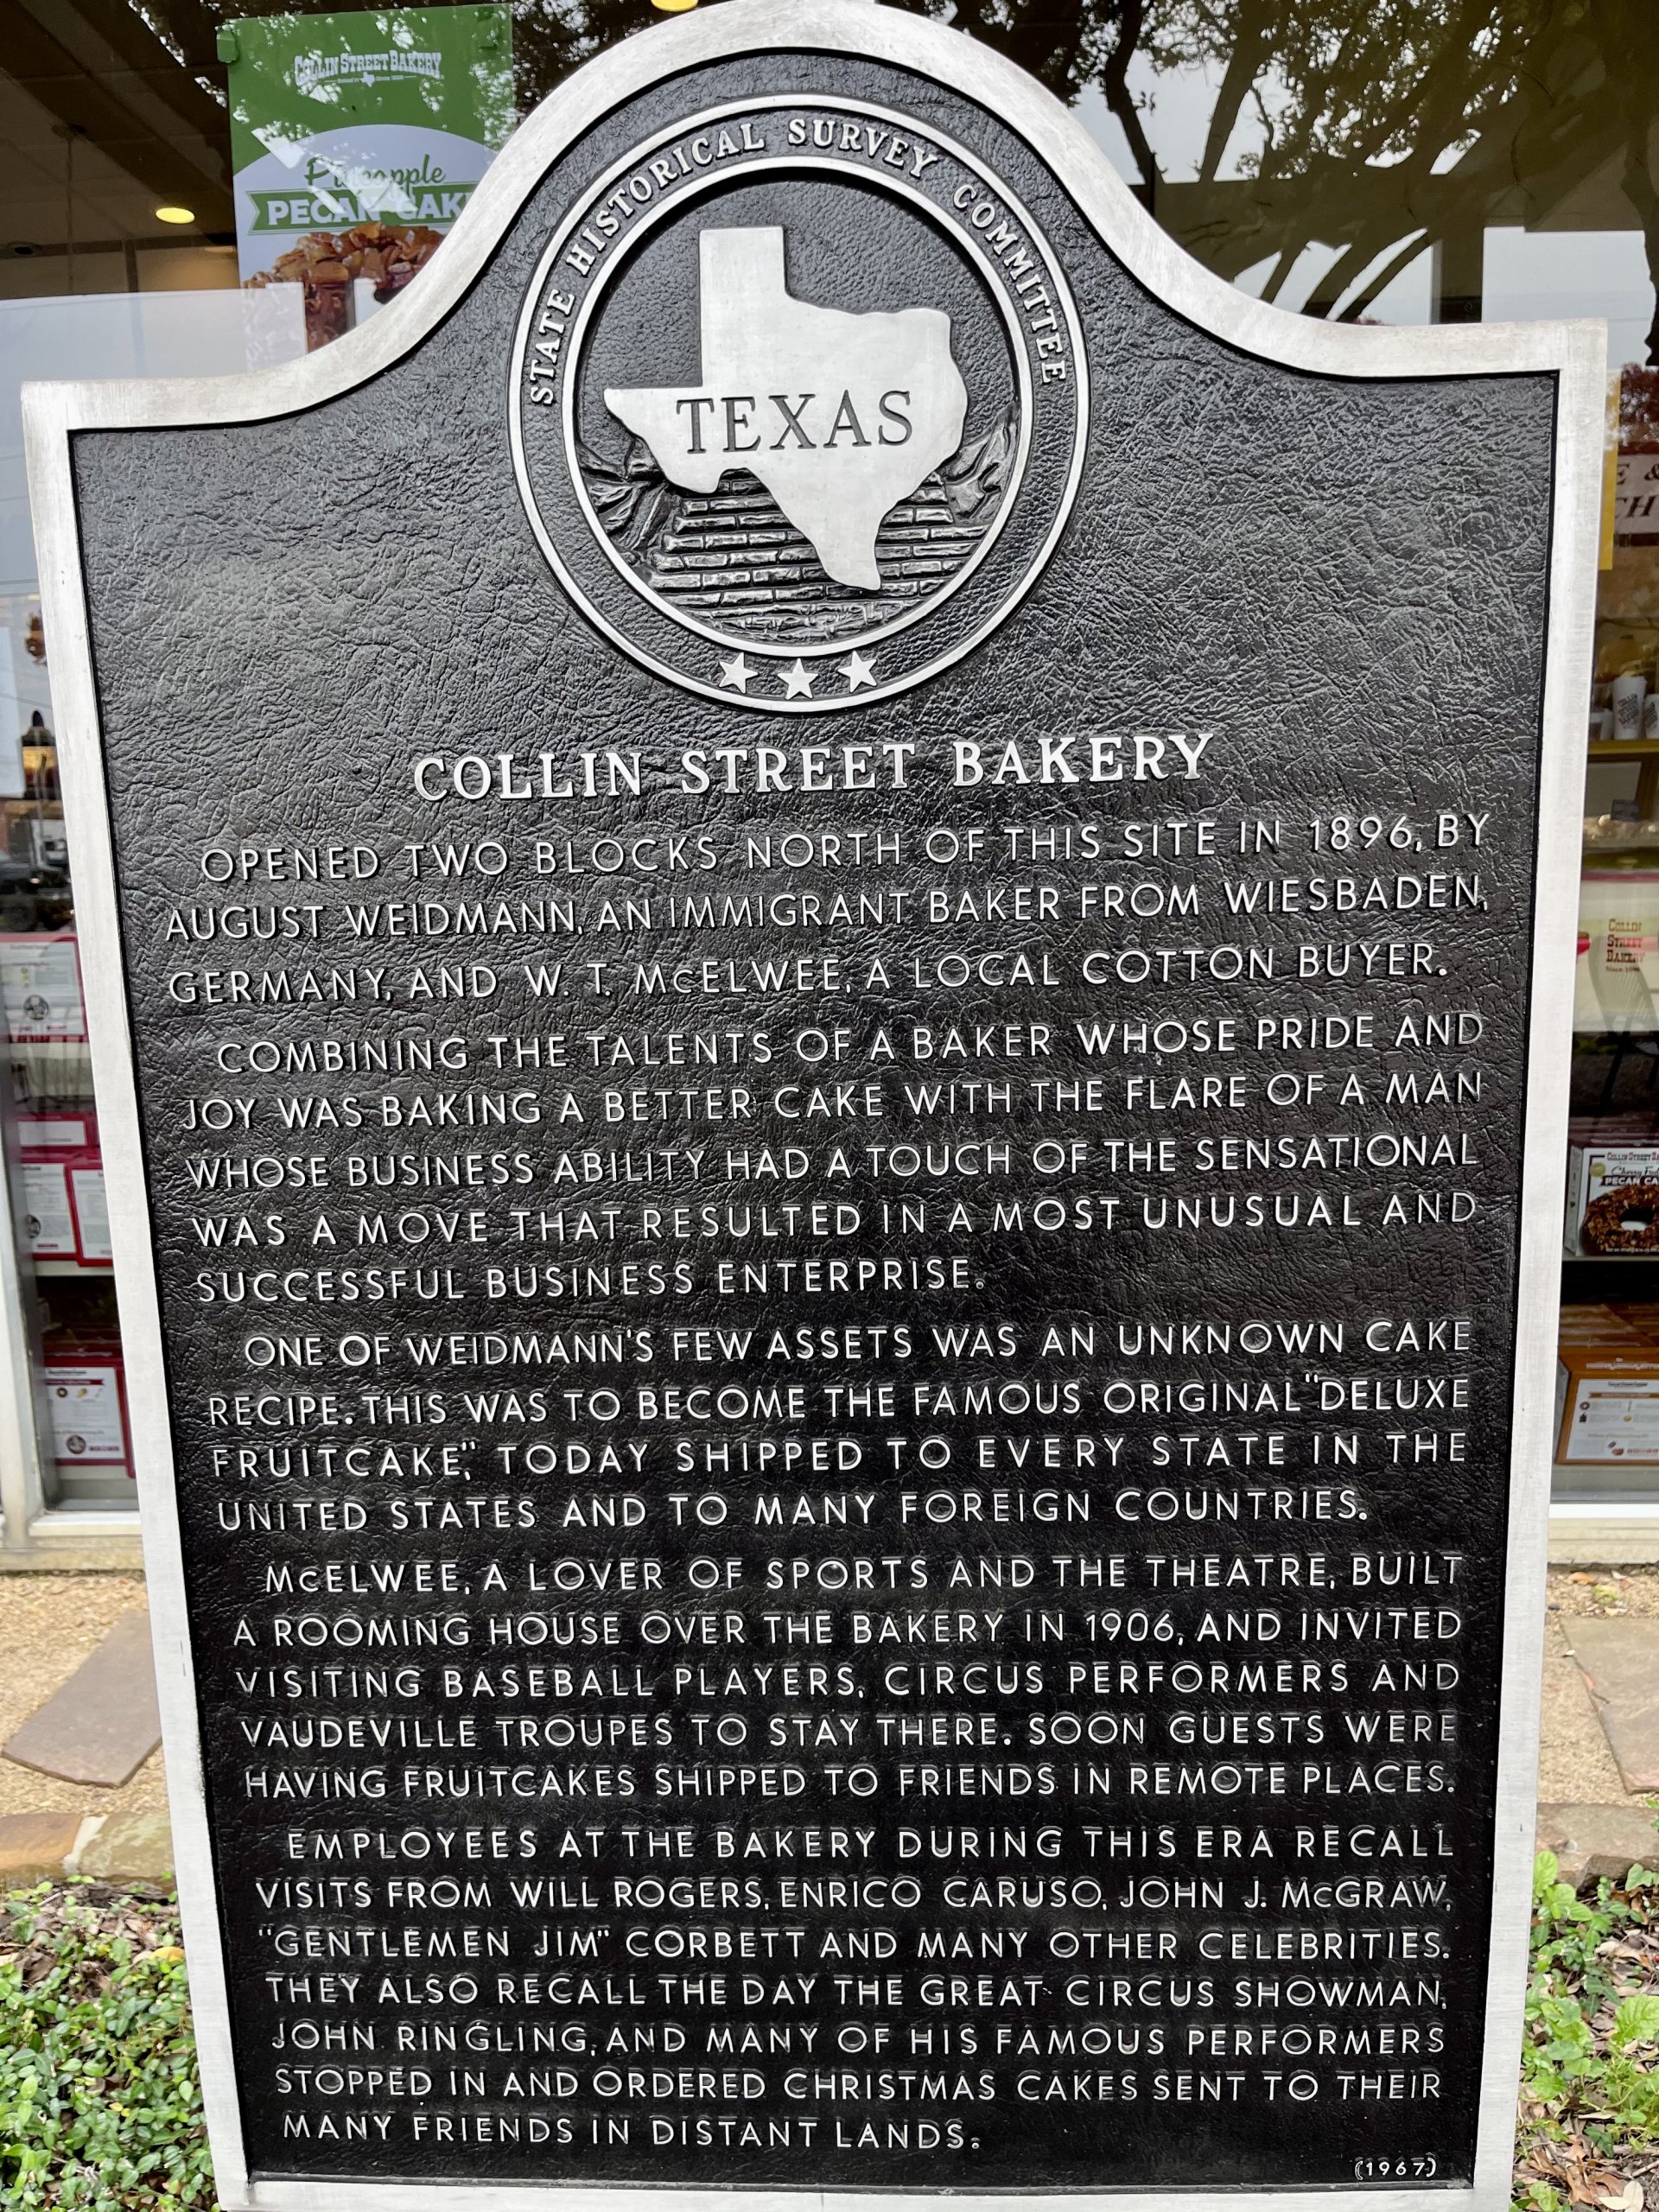 COLLIN STREET BAKERY
Pineapple
PECAN CAKE
STATE HISTORICAL SURVEY COMMITTEE
TEXAS
COLLIN STREET BAKERY
OPENED TWO BLOCKS NORTH OF THIS SITE IN 1896, BY
AUGUST WEIDMANN, AN IMMIGRANT BAKER FROM WIESBADEN,
GERMANY, AND W. T. McELWEE, A LOCAL COTTON BUYER.
COMBINING THE TALENTS OF A BAKER WHOSE PRIDE AND
JOY WAS BAKING A BETTER CAKE WITH THE FLARE OF A MAN
WHOSE BUSINESS ABILITY HAD A TOUCH OF THE SENSATIONAL
WAS A MOVE THAT RESULTED IN A MOST UNUSUAL AND
SUCCESSFUL BUSINESS ENTERPRISE.
ONE OF WEIDMANN'S FEW ASSETS WAS AN UNKNOWN CAKE
RECIPE. THIS WAS TO BECOME THE FAMOUS ORIGINAL "DELUXE
FRUITCAKE," TODAY SHIPPED TO EVERY STATE IN THE
UNITED STATES AND TO MANY FOREIGN COUNTRIES.
McELWEE, A LOVER OF SPORTS AND THE THEATRE, BUILT
A ROOMING HOUSE OVER THE BAKERY IN 1906, AND INVITED
VISITING BASEBALL PLAYERS, CIRCUS PERFORMERS AND
VAUDEVILLE TROUPES TO STAY THERE. SOON GUESTS WERE
HAVING FRUITCAKES SHIPPED TO FRIENDS IN REMOTE PLACES.
EMPLOYEES AT THE BAKERY DURING THIS ERA RECALL
VISITS FROM WILL ROGERS, ENRICO CARUSO, JOHN J. McGRAW,
"GENTLEMEN JIM" CORBETT AND MANY OTHER CELEBRITIES.
THEY ALSO RECALL THE DAY THE GREAT CIRCUS SHOWMAN,
JOHN RINGLING, AND MANY OF HIS FAMOUS PERFORMERS
STOPPED IN AND ORDERED CHRISTMAS CAKES SENT TO THEIR
MANY FRIENDS IN DISTANT LANDS.
(1967)
COLLIN
STREET
BAKERY
PECAN CA